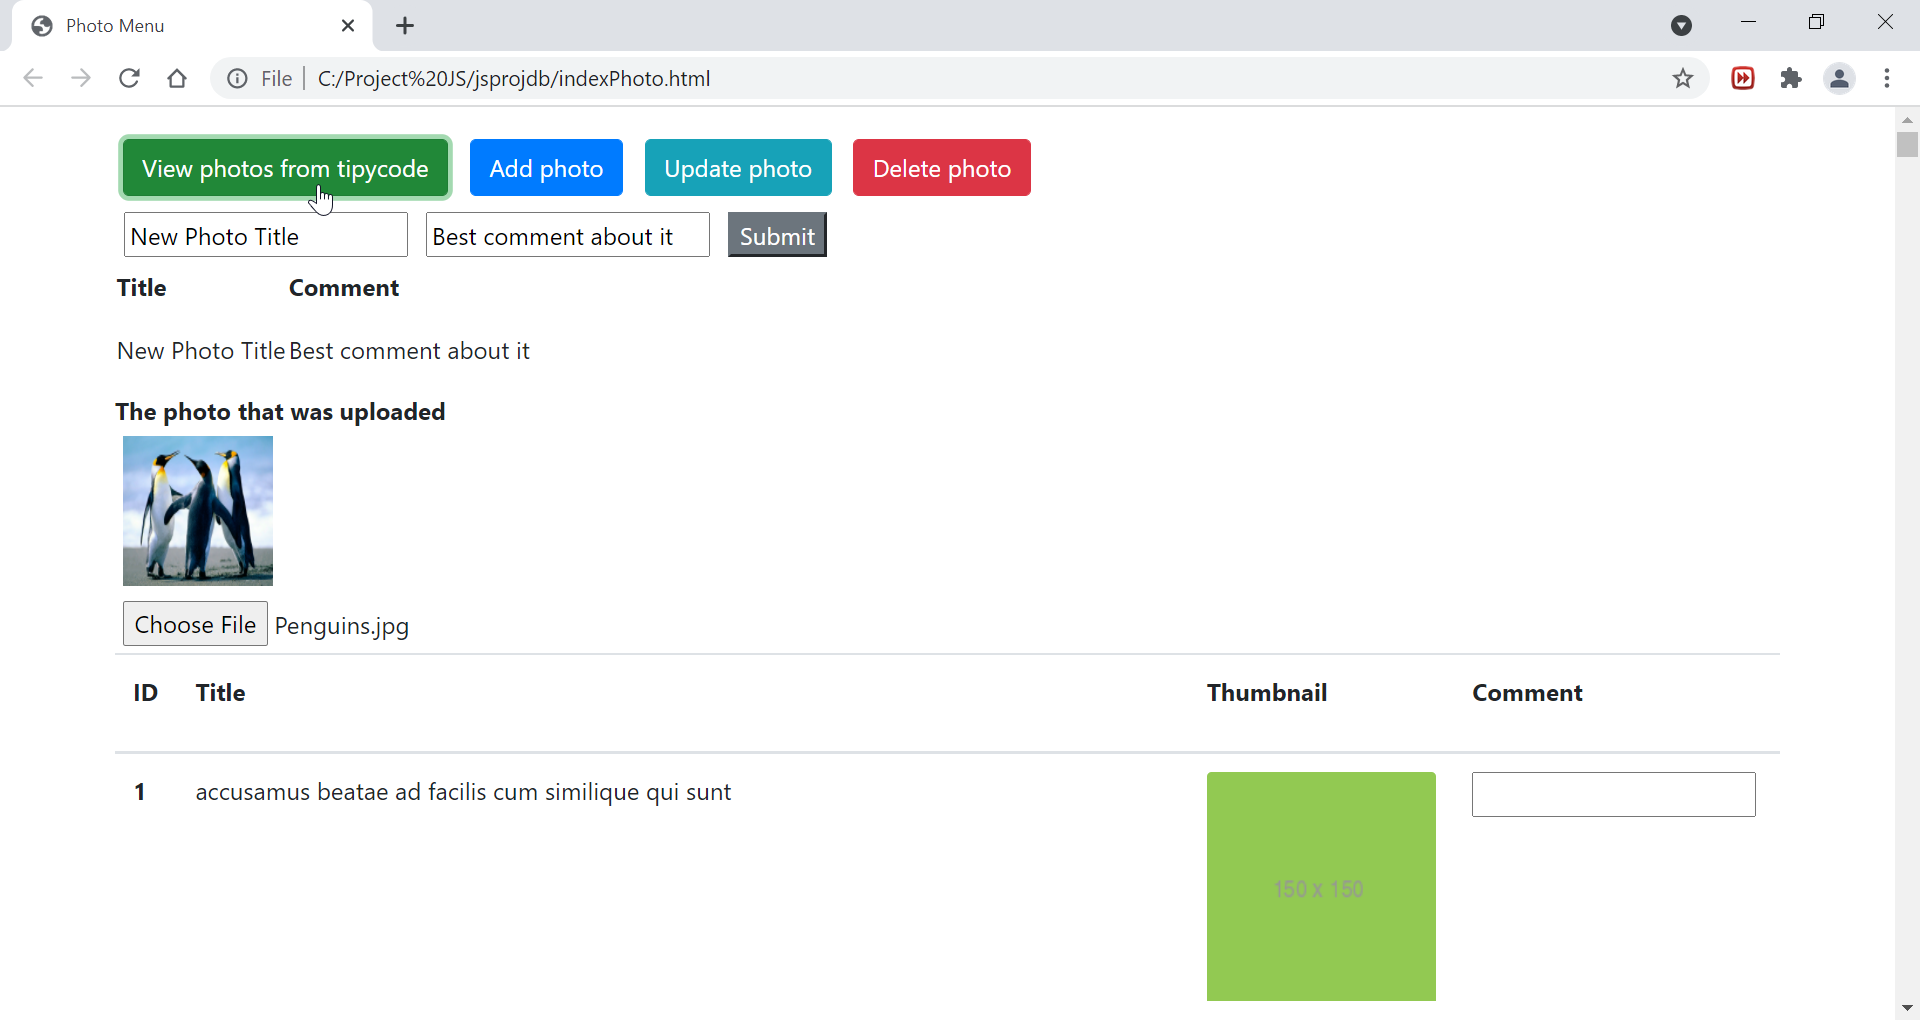 Photo Menu
File | C:/Project%20JS/jsprojdb/indexPhoto.html
View photos from tipycode Add photo Update photo Delete photo
New Photo Title Best comment about it Submit
Title Comment
New Photo Title Best comment about it
The photo that was uploaded
Choose File Penguins.jpg
ID Title Thumbnail Comment
1 accusamus beatae ad facilis cum similique qui sunt
150 x 150